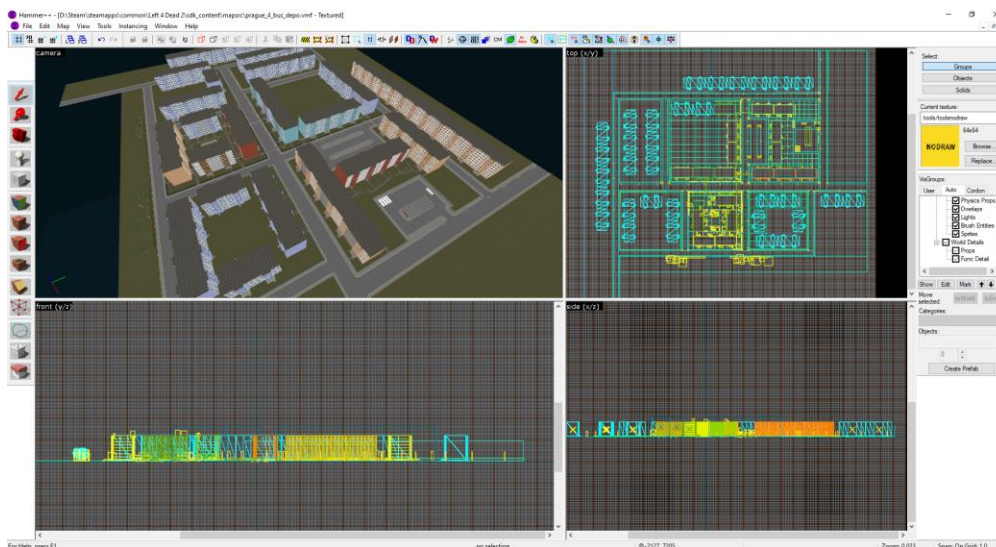 Hammer++ - [D:\Steam\steamapps\common\Left 4 Dead 2\sdk_content\mapsrc\prague_4_bus_depo.vmf - Textured]
File Edit Map View Tools Instancing Window Help
camera
top (x/y)
front (y/z)
side (x/z)
Select:
Groups
Objects
Solids
Current texture:
tools/toolsnodraw
64x64
NODRAW
Browse...
Replace...
VisGroups:
User Auto Cordon
Physics Props
Overlays
Lights
Brush Entities
Sprites
World Details
Props
Func Detail
Show Edit Mark
Move selected:
toWorld
Categories:
Objects:
0
Create Prefab
For Help, press F1
no selection
@-2137, 7205
Zoom: 0.023
Snap: On Grid: 1.0